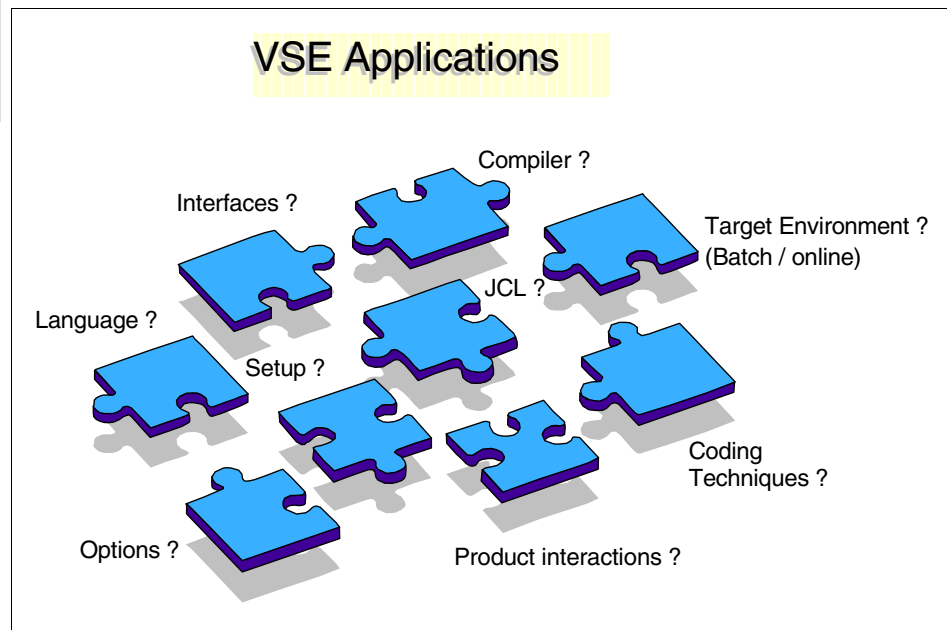 VSE Applications
Compiler ?
Interfaces ?
Target Environment ?
(Batch / online)
JCL ?
Language ?
Setup ?
Coding
Techniques ?
Options ?
Product interactions ?